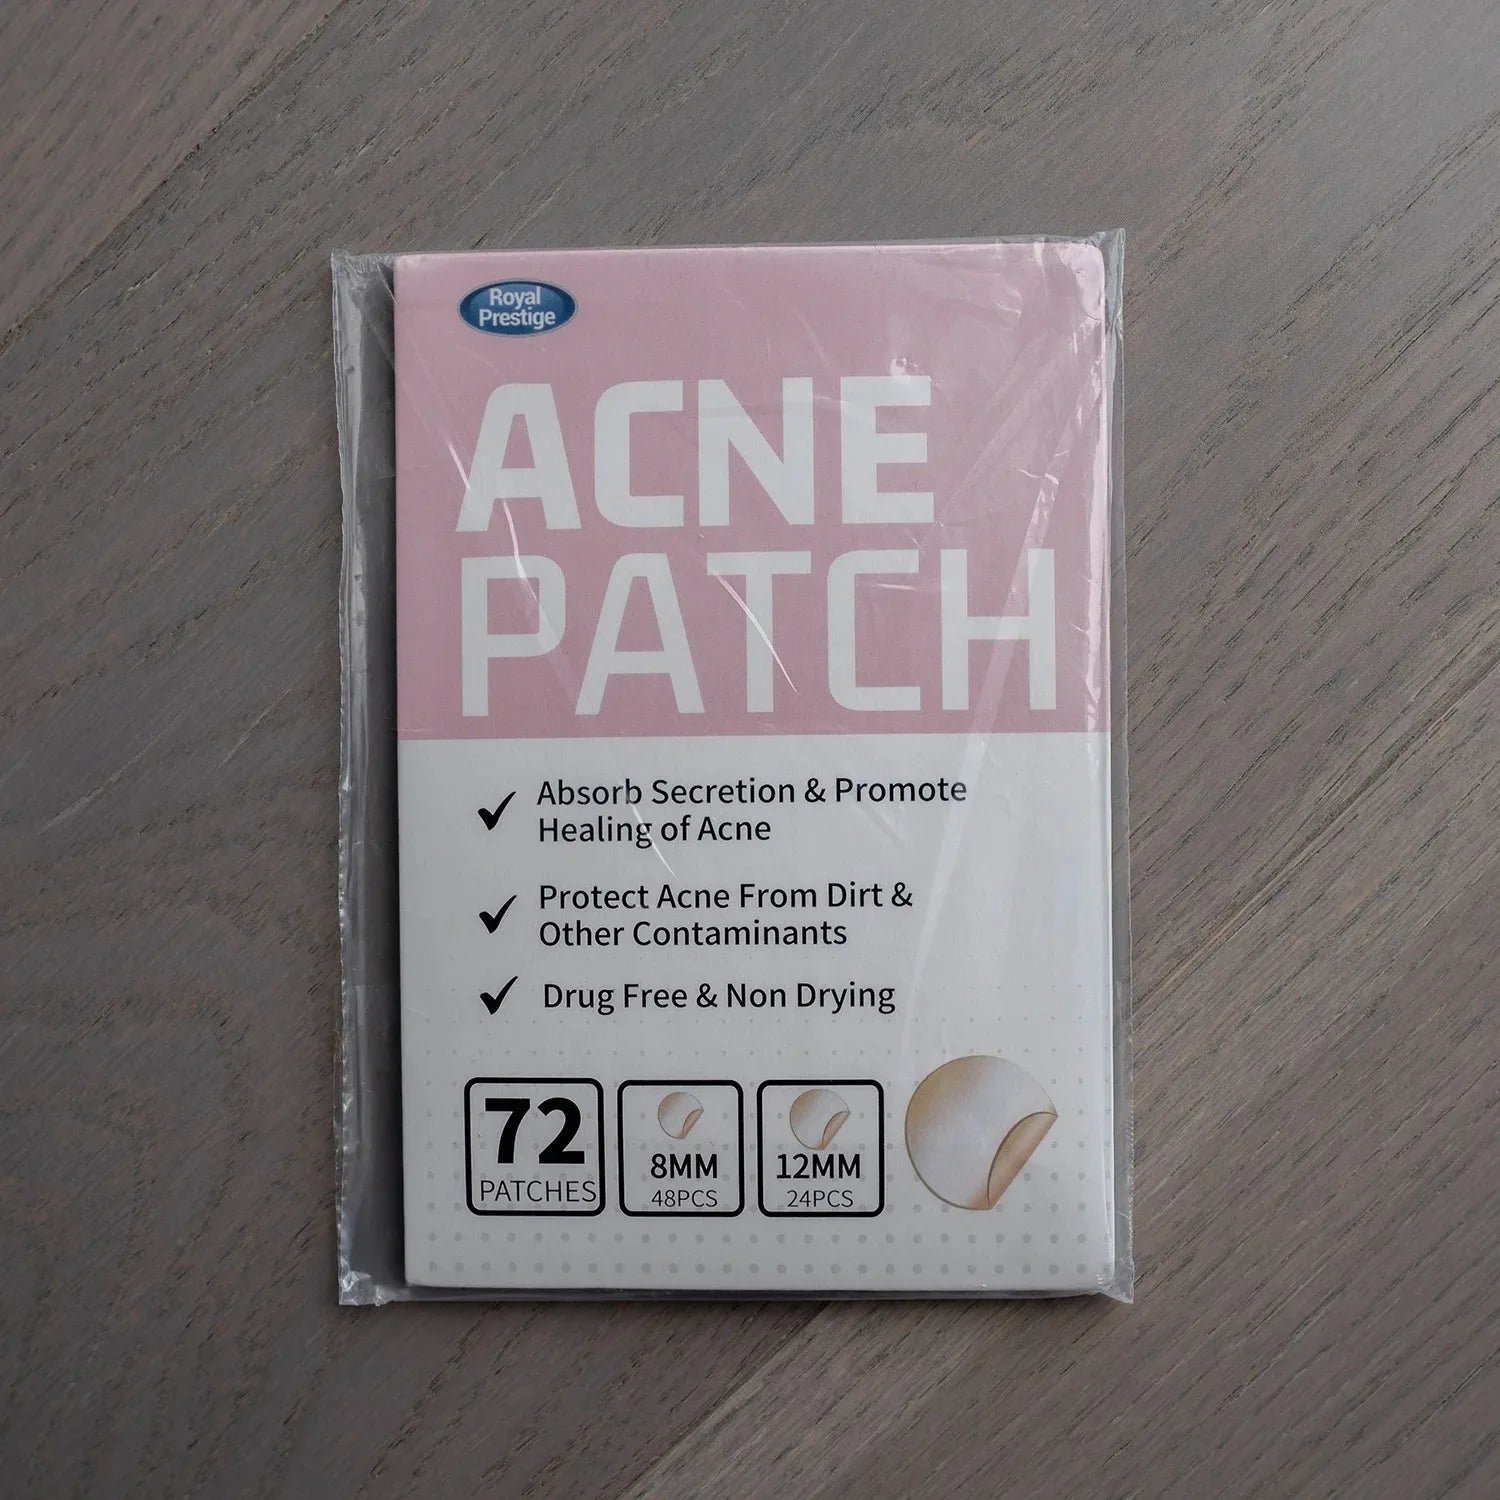 Royal
Prestige
ACNE
PATCH
Absorb Secretion & Promote
Healing of Acne
Protect Acne From Dirt &
Other Contaminants
Drug Free & Non Drying
72
PATCHES
8MM
48PCS
12MM
24PCS